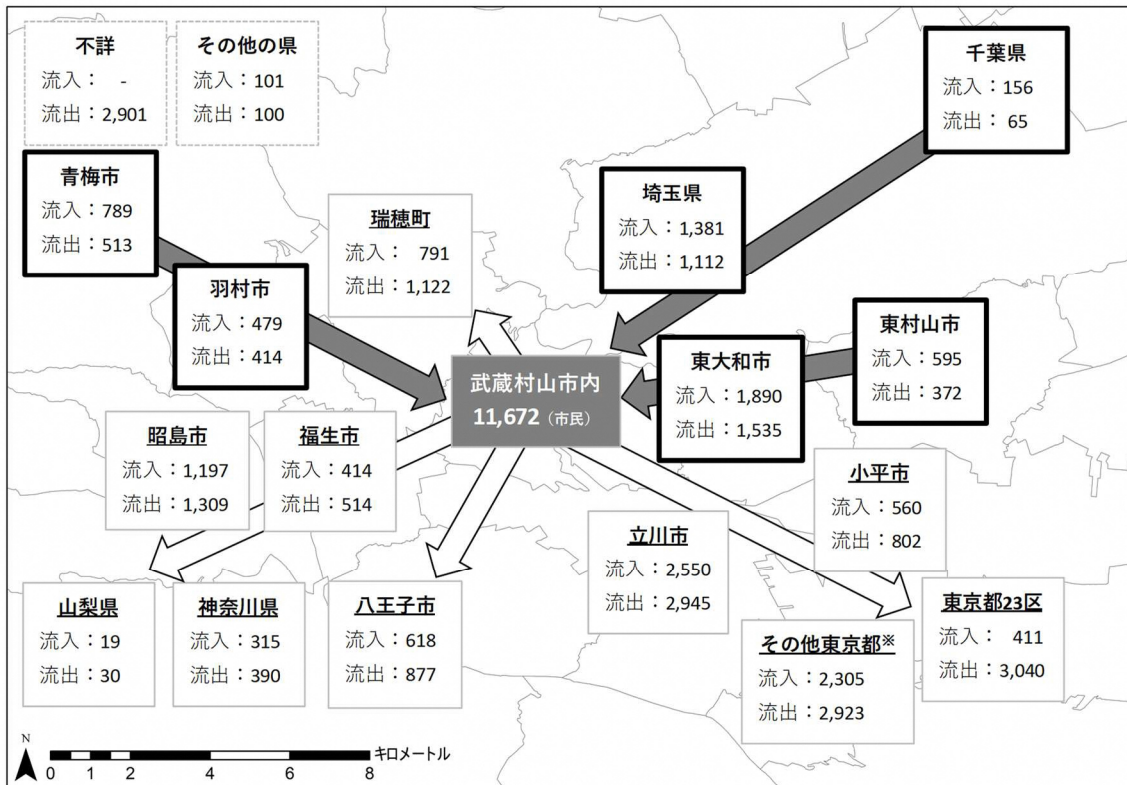 不詳
流入： -
流出：2,901
その他の県
流入：101
流出：100
千葉県
流入：156
流出： 65
青梅市
流入：789
流出：513
瑞穂町
流入： 791
流出：1,122
埼玉県
流入：1,381
流出：1,112
羽村市
流入：479
流出：414
東村山市
流入：595
流出：372
東大和市
流入：1,890
流出：1,535
武蔵村山市内
11,672（市民）
昭島市
流入：1,197
流出：1,309
福生市
流入：414
流出：514
小平市
流入：560
流出：802
立川市
流入：2,550
流出：2,945
山梨県
流入：19
流出：30
神奈川県
流入：315
流出：390
八王子市
流入：618
流出：877
東京都23区
流入： 411
流出：3,040
その他東京都※
流入：2,305
流出：2,923
N
キロメートル
0 1 2 4 6 8